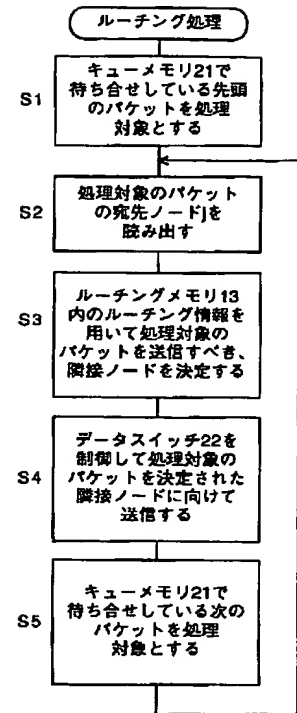 ルーチング処理
S1
キューメモリ21で
待ち合せしている先頭
のパケットを処理
対象とする
S2
処理対象のパケット
の宛先ノードjを
読み出す
S3
ルーチングメモリ13
内のルーチング情報を
用いて処理対象の
パケットを送信すべき、
隣接ノードを決定する
S4
データスイッチ22を
制御して処理対象の
パケットを決定された
隣接ノードに向けて
送信する
S5
キューメモリ21で
待ち合せしている次の
パケットを処理
対象とする